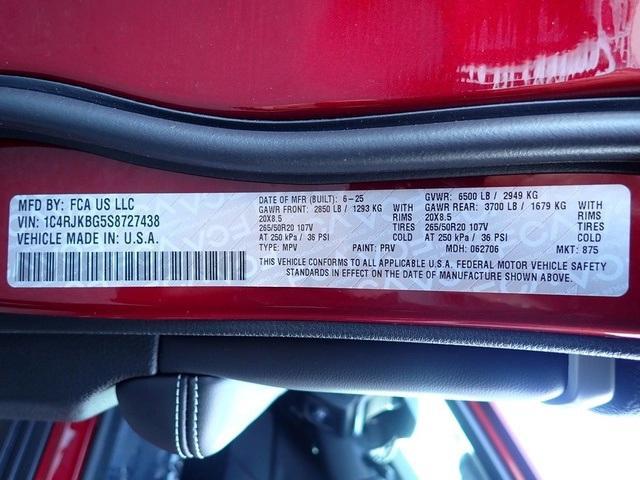 MFD BY: FCA US LLC
VIN: 1C4RJKBG5S8727438
VEHICLE MADE IN U.S.A.
DATE OF MFR (BUILT): 6-25 GVWR: 6500 LB / 2949 KG
GAWR FRONT: 2850 LB / 1293 KG WITH GAWR REAR: 3700 LB / 1679 KG WITH
20X8.5 RIMS 20X8.5 RIMS
265/50R20 107V TIRES 265/50R20 107V TIRES
AT 250 kPa / 36 PSI COLD AT 250 kPa / 36 PSI COLD
TYPE: MPV PAINT: PRV MDH: 062706 MKT: 875
THIS VEHICLE CONFORMS TO ALL APPLICABLE U.S.A. FEDERAL MOTOR VEHICLE SAFETY
STANDARDS IN EFFECT ON THE DATE OF MANUFACTURE SHOWN ABOVE.